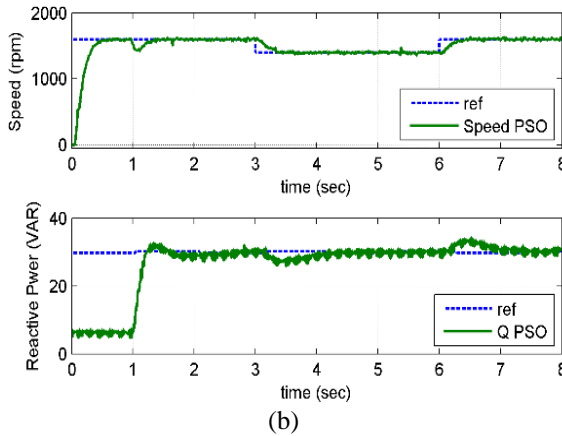 2000
Speed (rpm)
1000
0
ref
Speed PSO
0 1 2 3 4 5 6 7 8
time (sec)
40
Reactive Pwrer (VAR)
20
0
ref
Q PSO
0 1 2 3 4 5 6 7 8
time (sec)
(b)